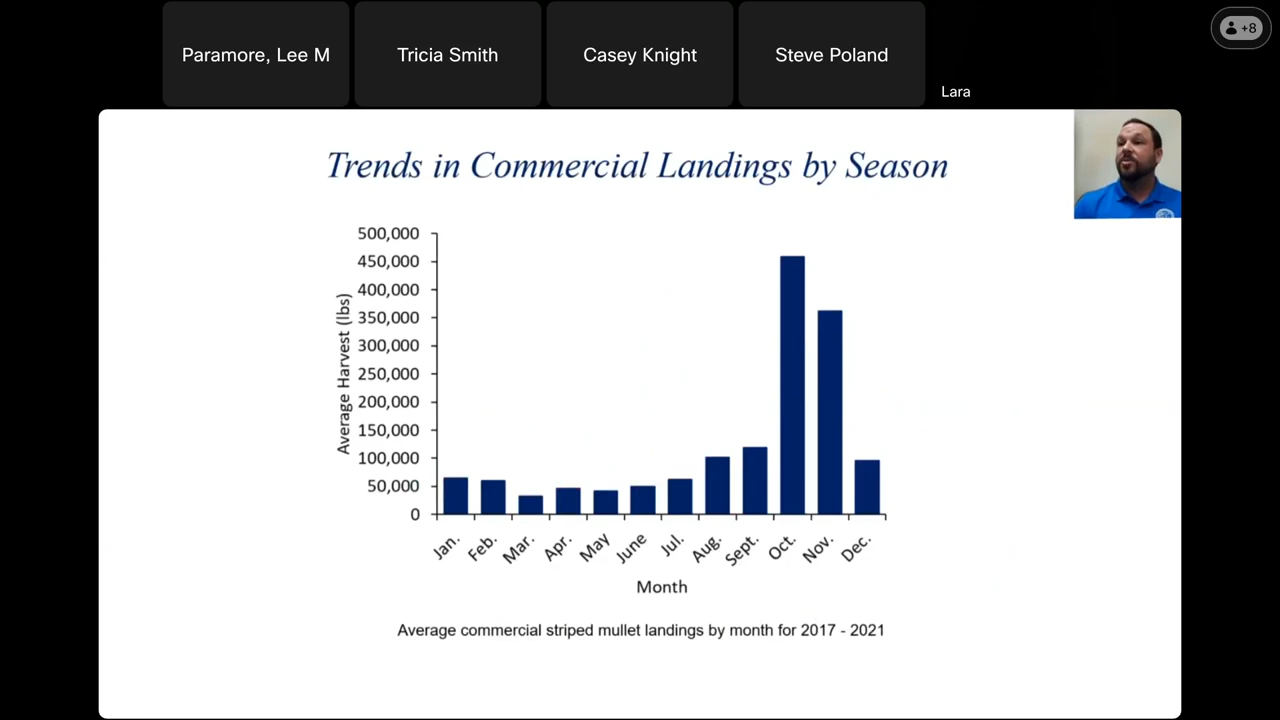 Paramore, Lee M
Tricia Smith
Casey Knight
Steve Poland
+8
Lara
Trends in Commercial Landings by Season
500,000
450,000
400,000
350,000
300,000
250,000
200,000
150,000
100,000
50,000
0
Average Harvest (lbs)
Jan.
Feb.
Mar.
Apr.
May
June
Jul.
Aug.
Sept.
Oct.
Nov.
Dec.
Month
Average commercial striped mullet landings by month for 2017 - 2021